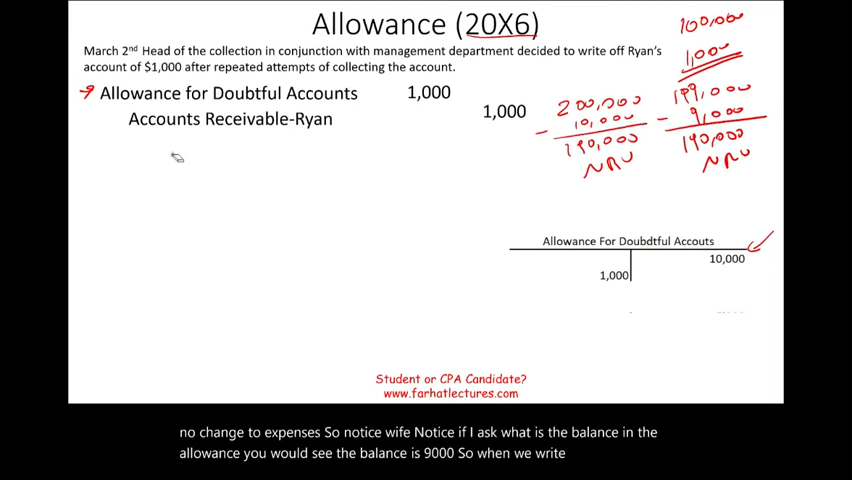 Allowance (20X6)
March 2nd Head of the collection in conjunction with management department decided to write off Ryan's
account of $1,000 after repeated attempts of collecting the account.
Allowance for Doubtful Accounts 1,000
Accounts Receivable-Ryan 1,000
100,000
1,000
200,000
10,000
- 190,000
NRV
199,000
- 9,000
190,000
NRV
Allowance For Doubdtful Accouts
10,000
1,000
Student or CPA Candidate?
www.farhatlectures.com
no change to expenses So notice wife Notice if I ask what is the balance in the
allowance you would see the balance is 9000 So when we write